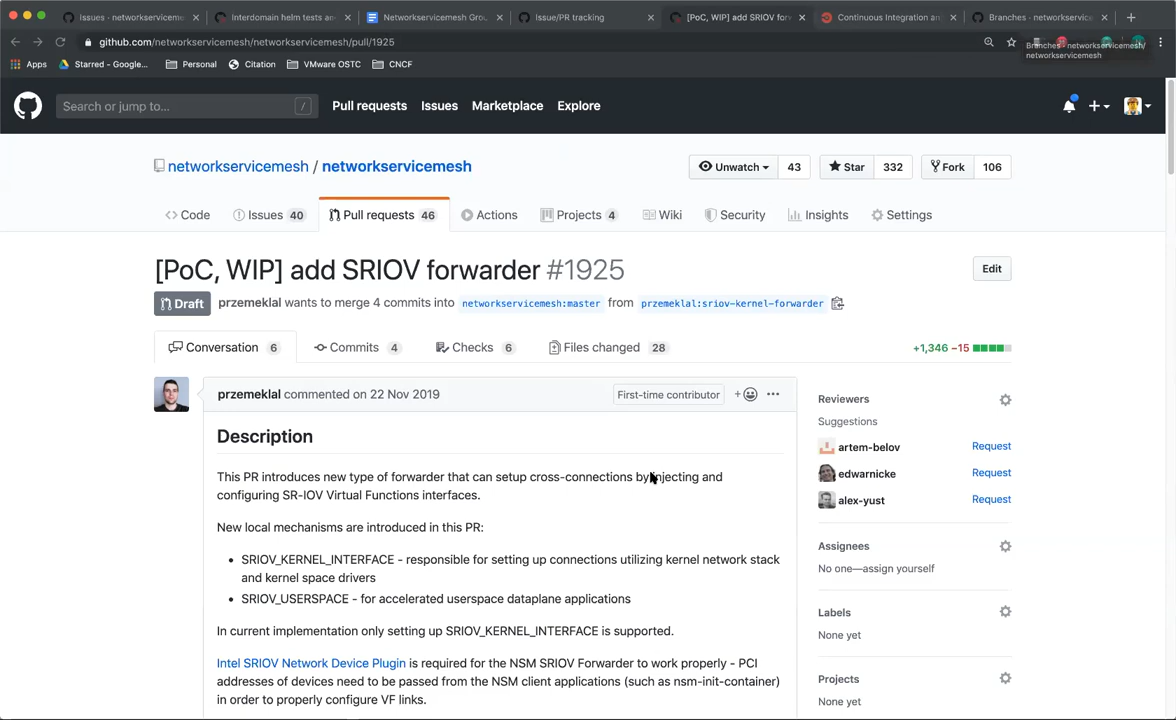 Issues · networkservicemesh
Interdomain helm tests an
Networkservicemesh Grou
Issue/PR tracking
[PoC, WIP] add SRIOV forw
Continuous Integration an
Branches · networkservice
github.com/networkservicemesh/networkservicemesh/pull/1925
Branches · networkservicemesh/
networkservicemesh
Apps
Starred - Google...
Personal
Citation
VMware OSTC
CNCF
Search or jump to...
/
Pull requests
Issues
Marketplace
Explore
networkservicemesh / networkservicemesh
Unwatch 43
Star 332
Fork 106
Code
Issues 40
Pull requests 46
Actions
Projects 4
Wiki
Security
Insights
Settings
[PoC, WIP] add SRIOV forwarder #1925
Edit
Draft
przemeklal wants to merge 4 commits into networkservicemesh:master from przemeklal:sriov-kernel-forwarder
Conversation 6
Commits 4
Checks 6
Files changed 28
+1,346 −15
przemeklal commented on 22 Nov 2019
First-time contributor
Description
This PR introduces new type of forwarder that can setup cross-connections by injecting and
configuring SR-IOV Virtual Functions interfaces.
New local mechanisms are introduced in this PR:
• SRIOV_KERNEL_INTERFACE - responsible for setting up connections utilizing kernel network stack
and kernel space drivers
• SRIOV_USERSPACE - for accelerated userspace dataplane applications
In current implementation only setting up SRIOV_KERNEL_INTERFACE is supported.
Intel SRIOV Network Device Plugin is required for the NSM SRIOV Forwarder to work properly - PCI
addresses of devices need to be passed from the NSM client applications (such as nsm-init-container)
in order to properly configure VF links.
Reviewers
Suggestions
artem-belov Request
edwarnicke Request
alex-yust Request
Assignees
No one—assign yourself
Labels
None yet
Projects
None yet